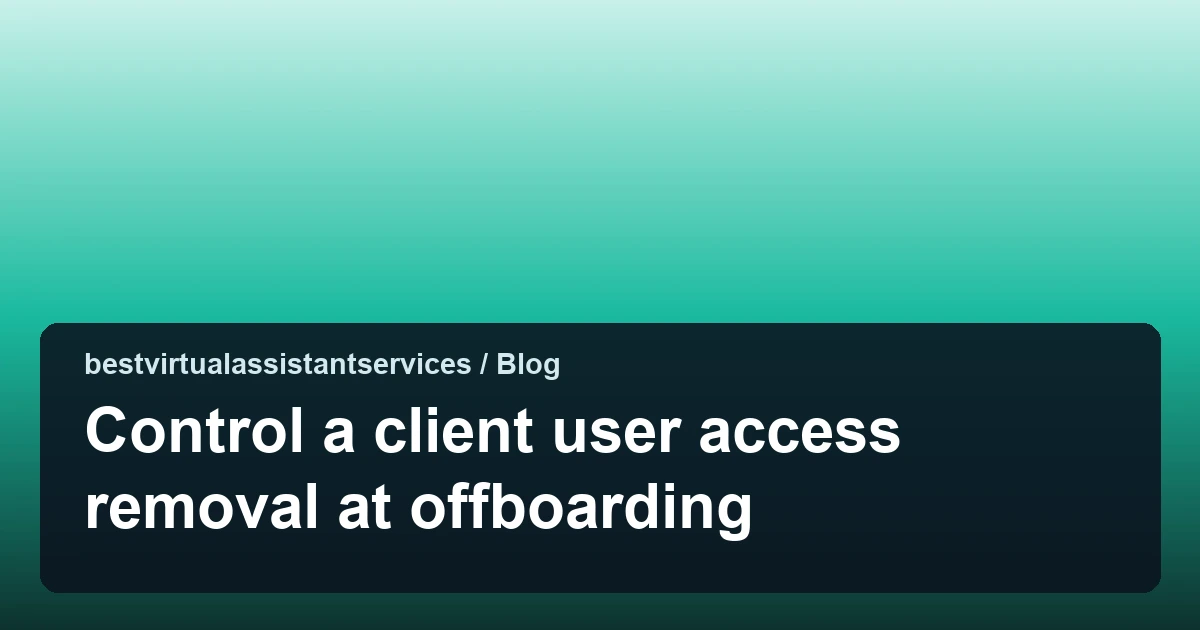 bestvirtualassistantservices / Blog
Control a client user access
removal at offboarding